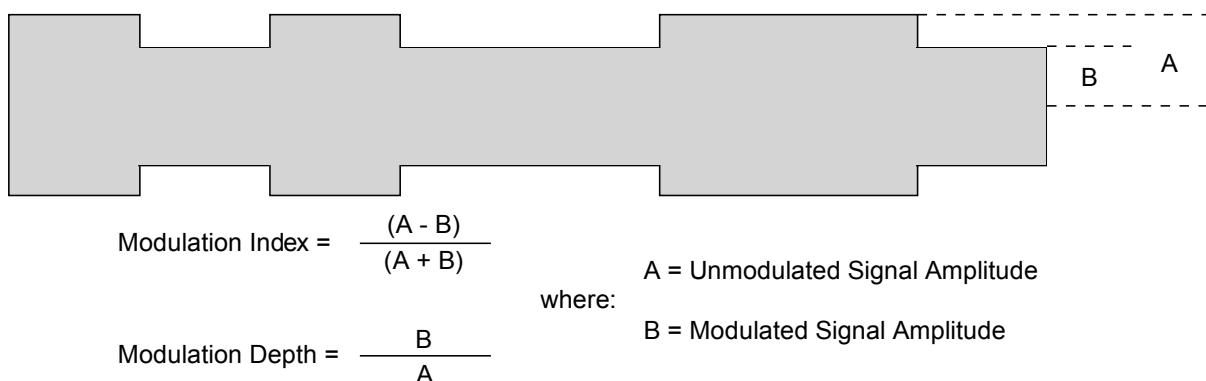 A
B
Modulation Index = (A - B)
(A + B)
A = Unmodulated Signal Amplitude
where:
B = Modulated Signal Amplitude
Modulation Depth = B
A